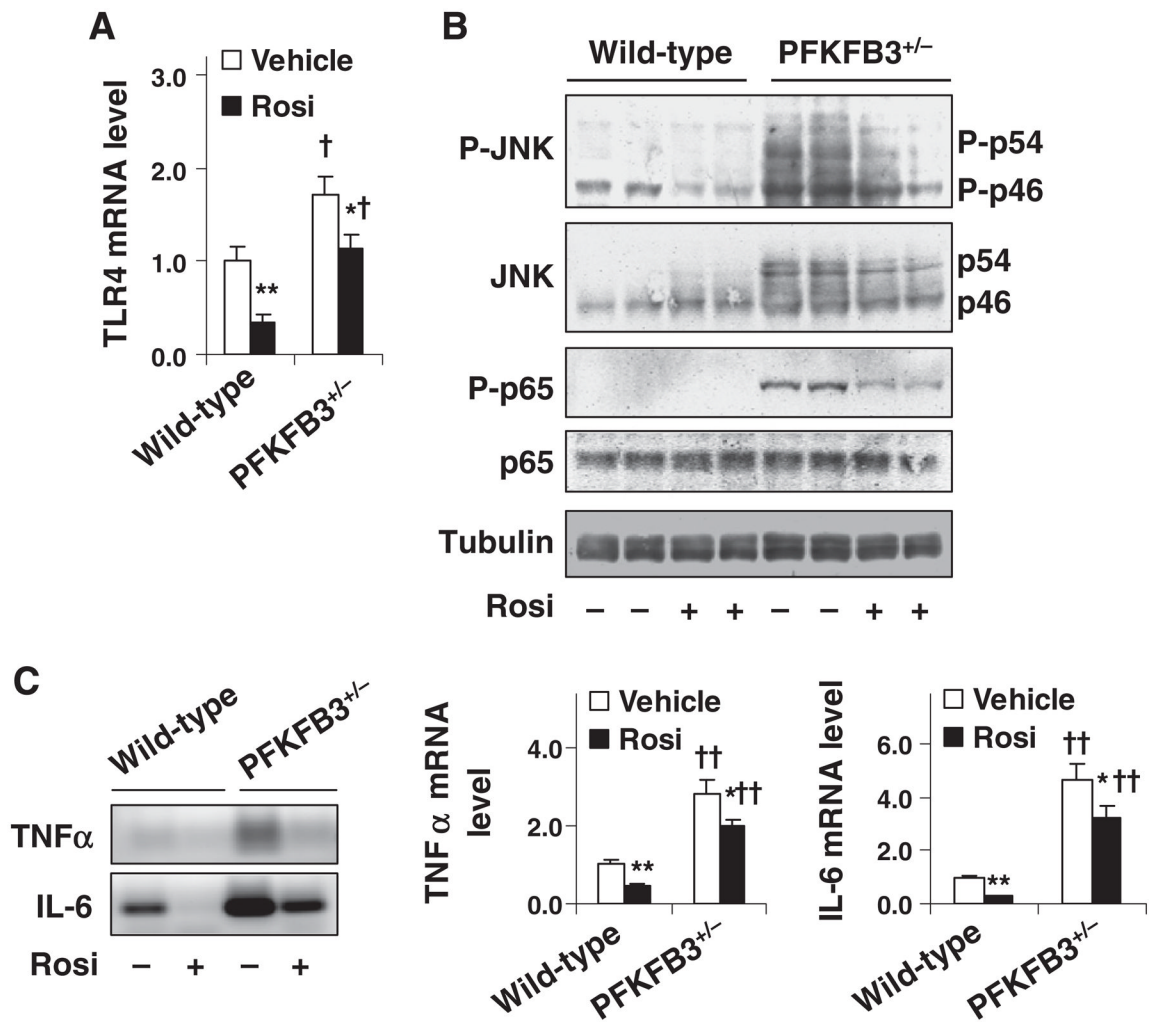 A
TLR4 mRNA level
3.0
2.0
1.0
0.0
Vehicle
Rosi
**
†
*†
Wild-type
PFKFB3+/–
B
Wild-type
PFKFB3+/–
P-JNK
P-p54
P-p46
JNK
p54
p46
P-p65
p65
Tubulin
Rosi – – + + – – + +
C
Wild-type
PFKFB3+/–
TNFα
IL-6
Rosi – + – +
TNF α mRNA
level
4.0
2.0
0.0
Vehicle
Rosi
**
††
*††
Wild-type
PFKFB3+/–
IL-6 mRNA level
6.0
4.0
2.0
0.0
Vehicle
Rosi
**
††
*††
Wild-type
PFKFB3+/–